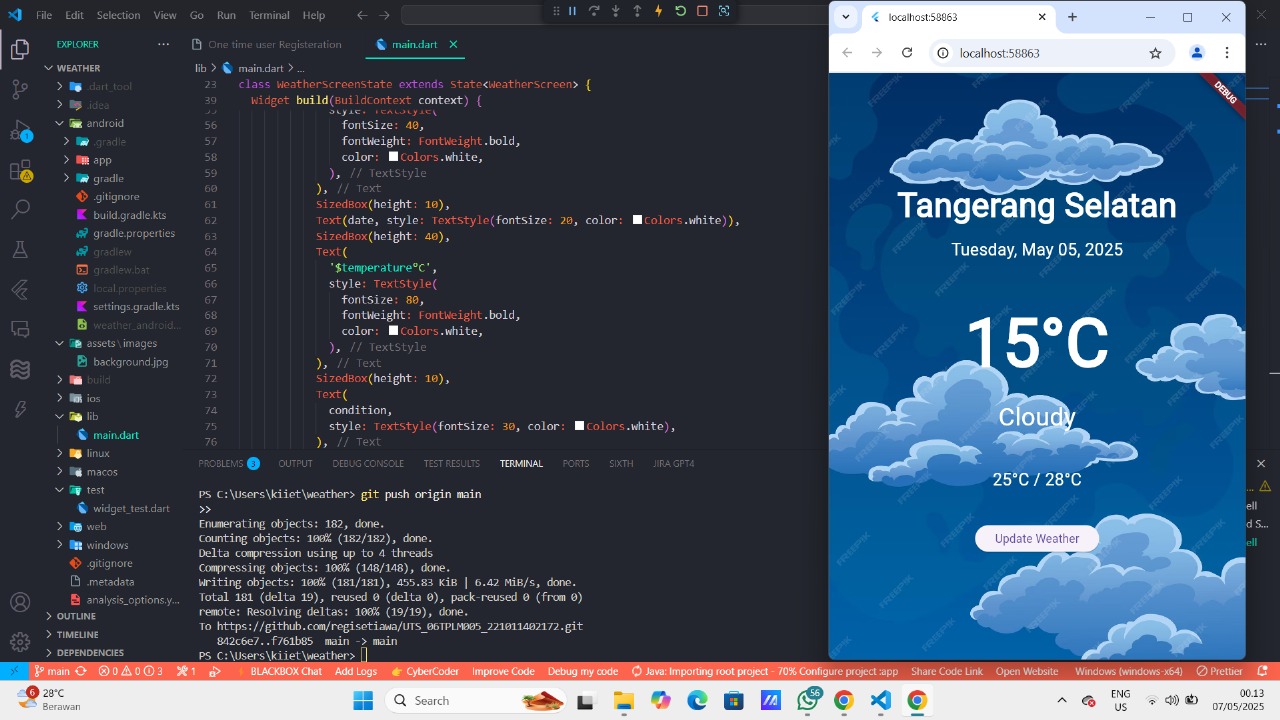 File Edit Selection View Go Run Terminal Help
localhost:58863
localhost:58863
EXPLORER
One time user Registeration
main.dart
WEATHER
.dart_tool
.idea
android
.gradle
app
gradle
.gitignore
build.gradle.kts
gradle.properties
gradlew
gradlew.bat
local.properties
settings.gradle.kts
weather_android...
assets\images
background.jpg
build
ios
lib
main.dart
linux
macos
test
widget_test.dart
web
windows
.gitignore
.metadata
analysis_options.y...
OUTLINE
TIMELINE
DEPENDENCIES
lib > main.dart > ...
23 class WeatherScreenState extends State<WeatherScreen> {
39 Widget build(BuildContext context) {
55 style: TextStyle(
56 fontSize: 40,
57 fontWeight: FontWeight.bold,
58 color: Colors.white,
59 ), // TextStyle
60 ), // Text
61 SizedBox(height: 10),
62 Text(date, style: TextStyle(fontSize: 20, color: Colors.white)),
63 SizedBox(height: 40),
64 Text(
65 '$temperature°C',
66 style: TextStyle(
67 fontSize: 80,
68 fontWeight: FontWeight.bold,
69 color: Colors.white,
70 ), // TextStyle
71 ), // Text
72 SizedBox(height: 10),
73 Text(
74 condition,
75 style: TextStyle(fontSize: 30, color: Colors.white),
76 ), // Text
PROBLEMS 3 OUTPUT DEBUG CONSOLE TEST RESULTS TERMINAL PORTS SIXTH JIRA GPT4
PS C:\Users\kiiet\weather> git push origin main
>>
Enumerating objects: 182, done.
Counting objects: 100% (182/182), done.
Delta compression using up to 4 threads
Compressing objects: 100% (148/148), done.
Writing objects: 100% (181/181), 455.83 KiB | 6.42 MiB/s, done.
Total 181 (delta 19), reused 0 (delta 0), pack-reused 0 (from 0)
remote: Resolving deltas: 100% (19/19), done.
To https://github.com/regisetiawa/UTS_06TPLM005_221011402172.git
842c6e7..f761b85 main -> main
PS C:\Users\kiiet\weather>
DEBUG
Tangerang Selatan
Tuesday, May 05, 2025
15°C
Cloudy
25°C / 28°C
Update Weather
FREEPIK
main 0 0 3 1 BLACKBOX Chat Add Logs CyberCoder Improve Code Debug my code Java: Importing root project - 70% Configure project :app Share Code Link Open Website Windows (windows-x64) Prettier
6 28°C
Berawan
Search
56
ENG
US
00.13
07/05/2025